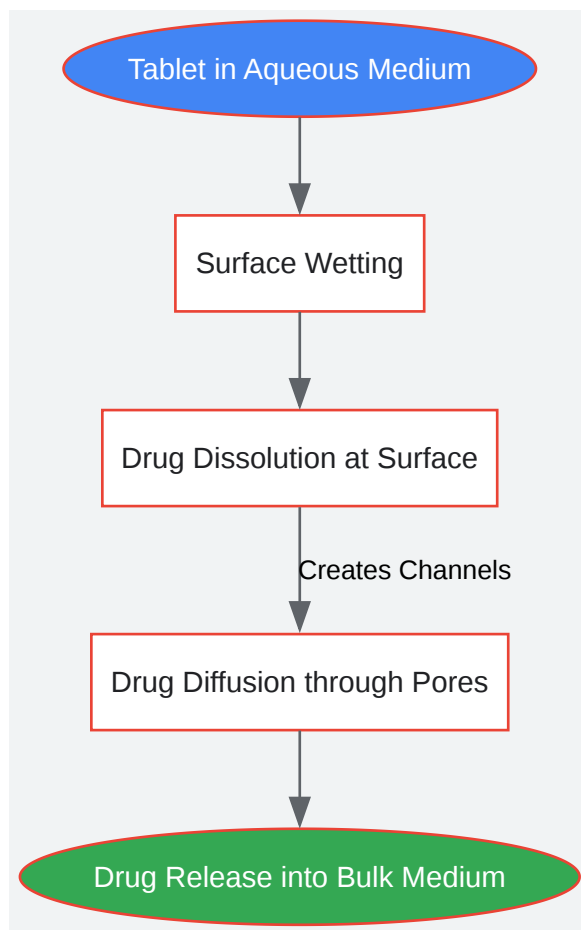 Tablet in Aqueous Medium
Surface Wetting
Drug Dissolution at Surface
Creates Channels
Drug Diffusion through Pores
Drug Release into Bulk Medium